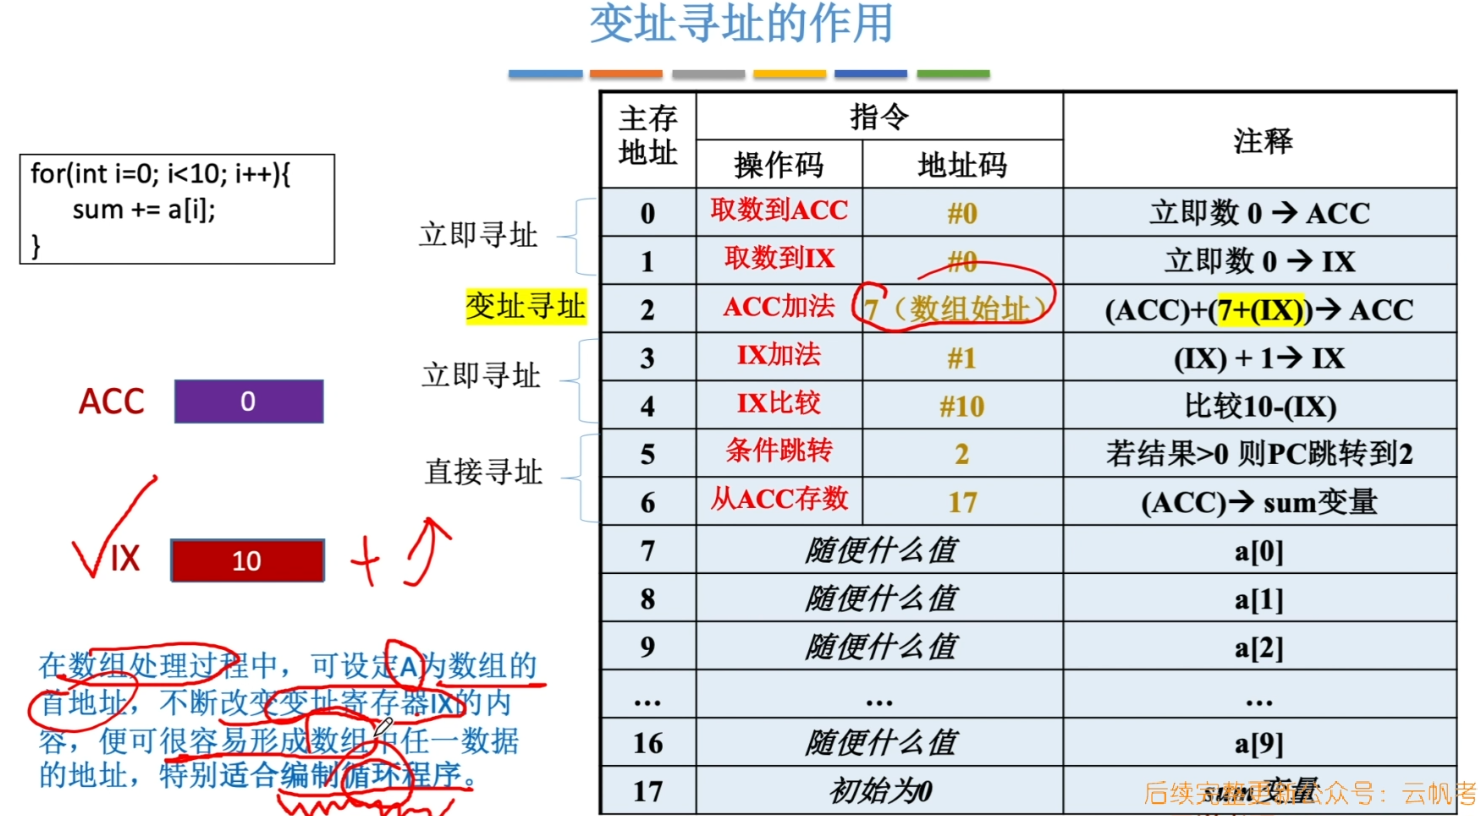 变址寻址的作用
for(int i=0; i<10; i++){
sum += a[i];
}
立即寻址
变址寻址
立即寻址
直接寻址
ACC 0
IX 10
在数组处理过程中，可设定A为数组的
首地址，不断改变变址寄存器IX的内
容，便可很容易形成数组中任一数据
的地址，特别适合编制循环程序。
主存地址 指令 注释
操作码 地址码
0 取数到ACC #0 立即数 0 → ACC
1 取数到IX #0 立即数 0 → IX
2 ACC加法 7（数组始址） (ACC)+(7+(IX))→ ACC
3 IX加法 #1 (IX) + 1→ IX
4 IX比较 #10 比较10-(IX)
5 条件跳转 2 若结果>0 则PC跳转到2
6 从ACC存数 17 (ACC)→ sum变量
7 随便什么值 a[0]
8 随便什么值 a[1]
9 随便什么值 a[2]
... ... ...
16 随便什么值 a[9]
17 初始为0 sum变量
后续完整更新公众号：云帆考